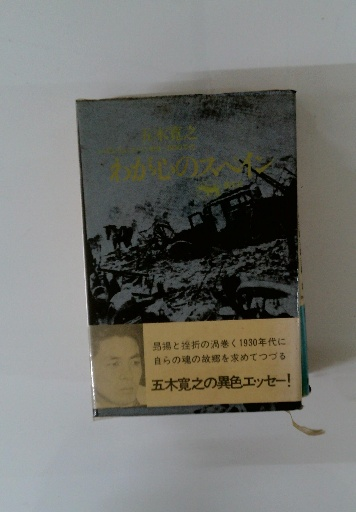 五木寛之
わが心のスペイン
昂揚と挫折の渦巻く1930年代に
自らの魂の故郷を求めてつづる
五木寛之の異色エッセー!